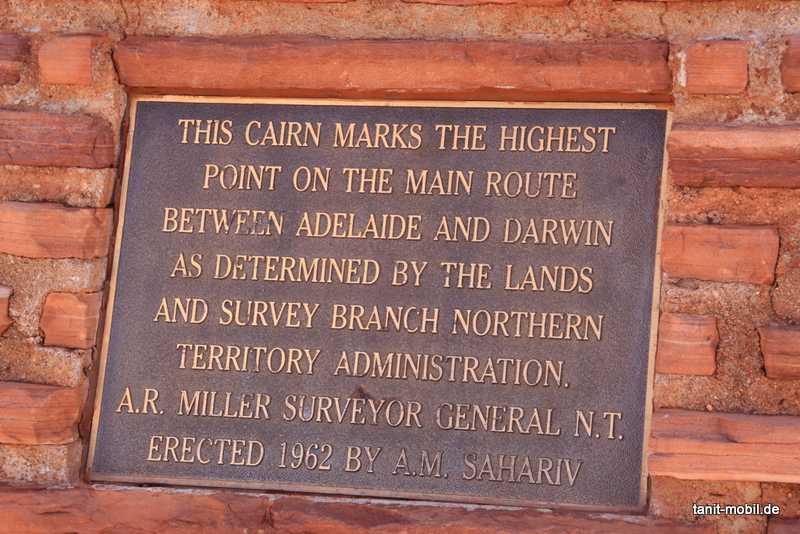 THIS CAIRN MARKS THE HIGHEST
POINT ON THE MAIN ROUTE
BETWEEN ADELAIDE AND DARWIN
AS DETERMINED BY THE LANDS
AND SURVEY BRANCH NORTHERN
TERRITORY ADMINISTRATION.
A.R. MILLER SURVEYOR GENERAL N.T.
ERECTED 1962 BY A.M. SAHARIV
tanit-mobil.de